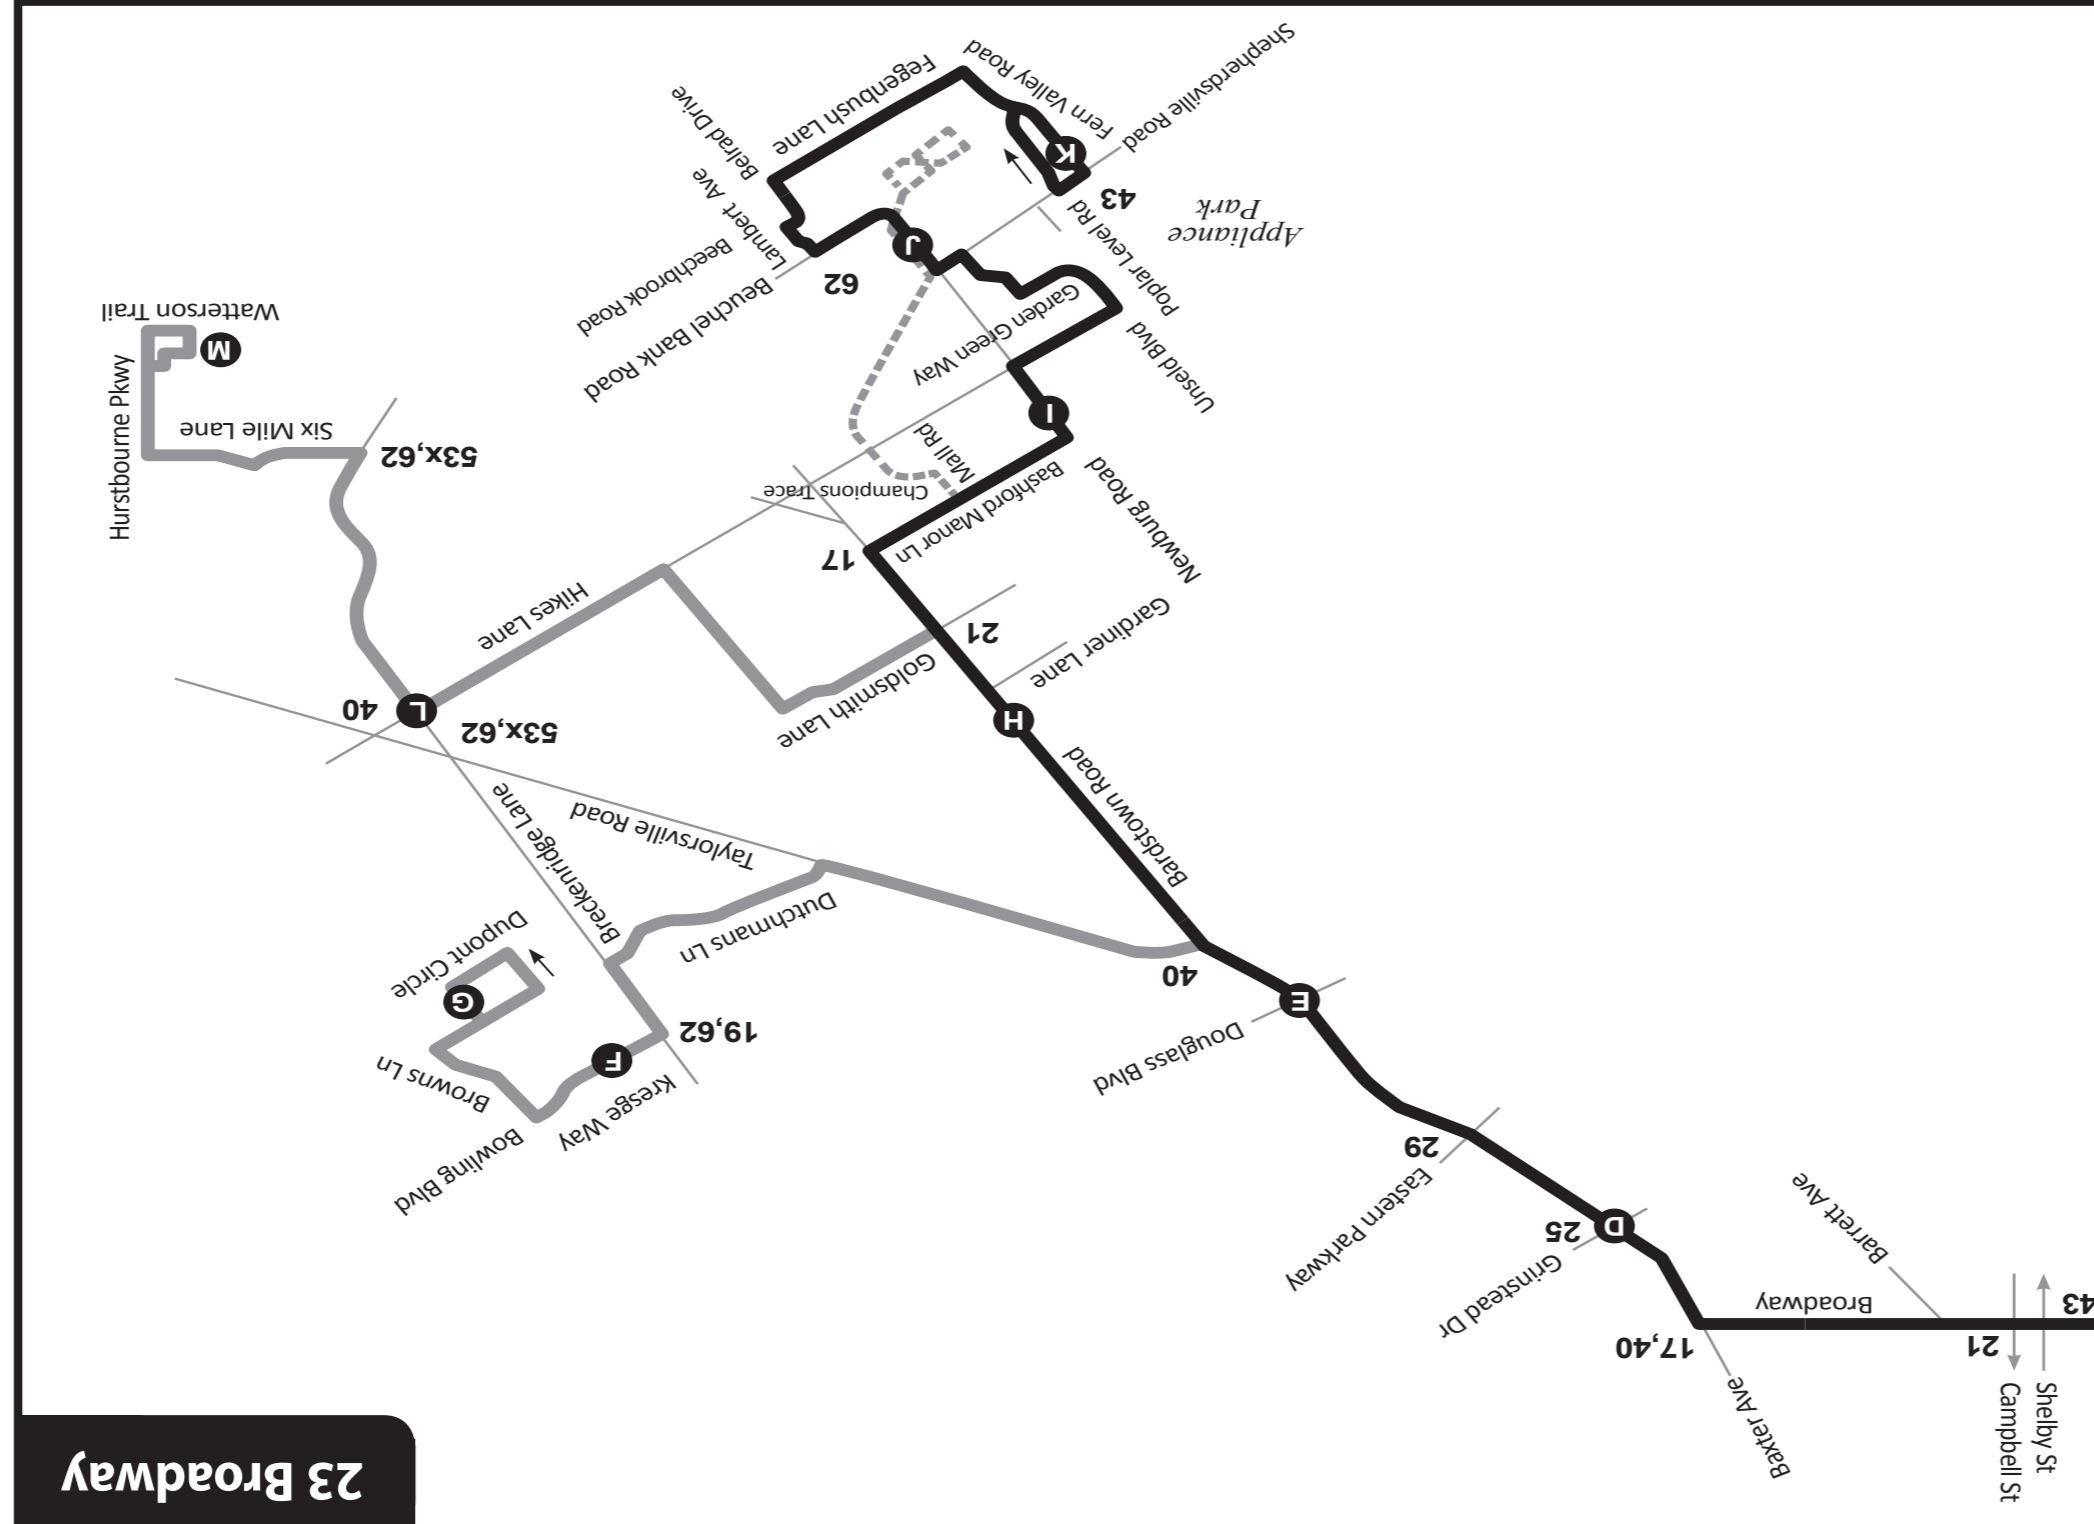 23 Broadway
Shelby St
Campbell St
43
21
Broadway
Barrett Ave
Baxter Ave
17,40
Grinstead Dr
25
D
Eastern Parkway
29
Douglass Blvd
E
40
Bardstown Road
Bowling Blvd
Kresge Way
Browns Ln
F
19,62
G
Dupont Circle
Dutchmans Ln
Breckenridge Lane
Taylorsville Road
H
Gardiner Lane
Goldsmith Lane
21
53x,62
L
40
Hikes Lane
17
Bashford Manor Ln
Newburg Road
Champions Trace
Mall Rd
53x,62
Six Mile Lane
Hurstbourne Pkwy
M
Watterson Trail
I
Unseld Blvd
Garden Green Way
Poplar Level Rd
Beuchel Bank Road
Beechbrook Road
62
J
Lambert Ave
Belrad Drive
Appliance
Park
43
K
Fegenbush Lane
Fern Valley Road
Shepherdsville Road